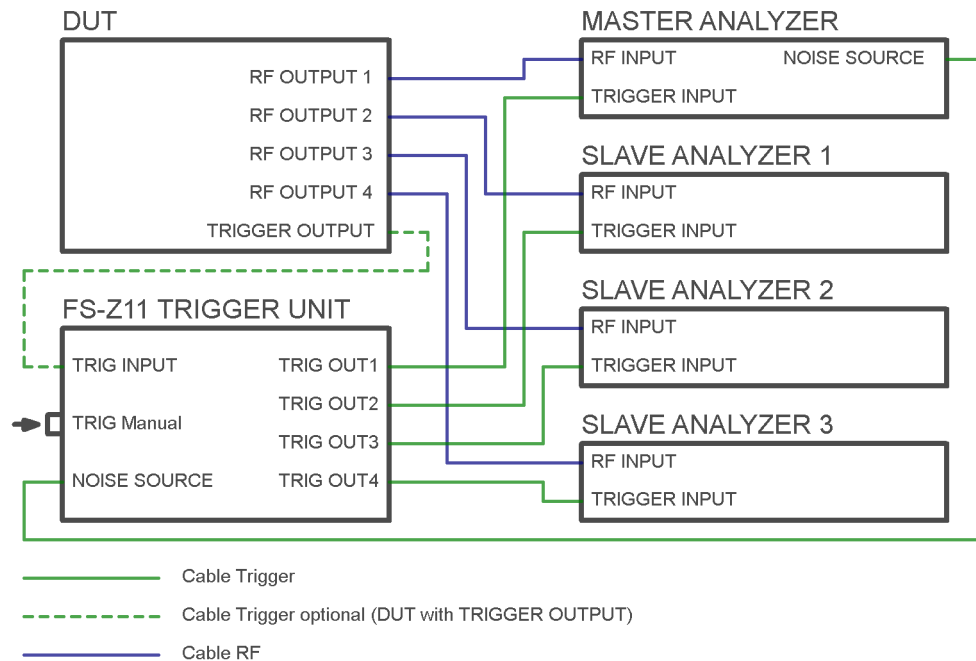 DUT
RF OUTPUT 1
RF OUTPUT 2
RF OUTPUT 3
RF OUTPUT 4
TRIGGER OUTPUT
MASTER ANALYZER
RF INPUT
NOISE SOURCE
TRIGGER INPUT
SLAVE ANALYZER 1
RF INPUT
TRIGGER INPUT
SLAVE ANALYZER 2
RF INPUT
TRIGGER INPUT
SLAVE ANALYZER 3
RF INPUT
TRIGGER INPUT
FS-Z11 TRIGGER UNIT
TRIG INPUT
TRIG Manual
NOISE SOURCE
TRIG OUT1
TRIG OUT2
TRIG OUT3
TRIG OUT4
Cable Trigger
Cable Trigger optional (DUT with TRIGGER OUTPUT)
Cable RF